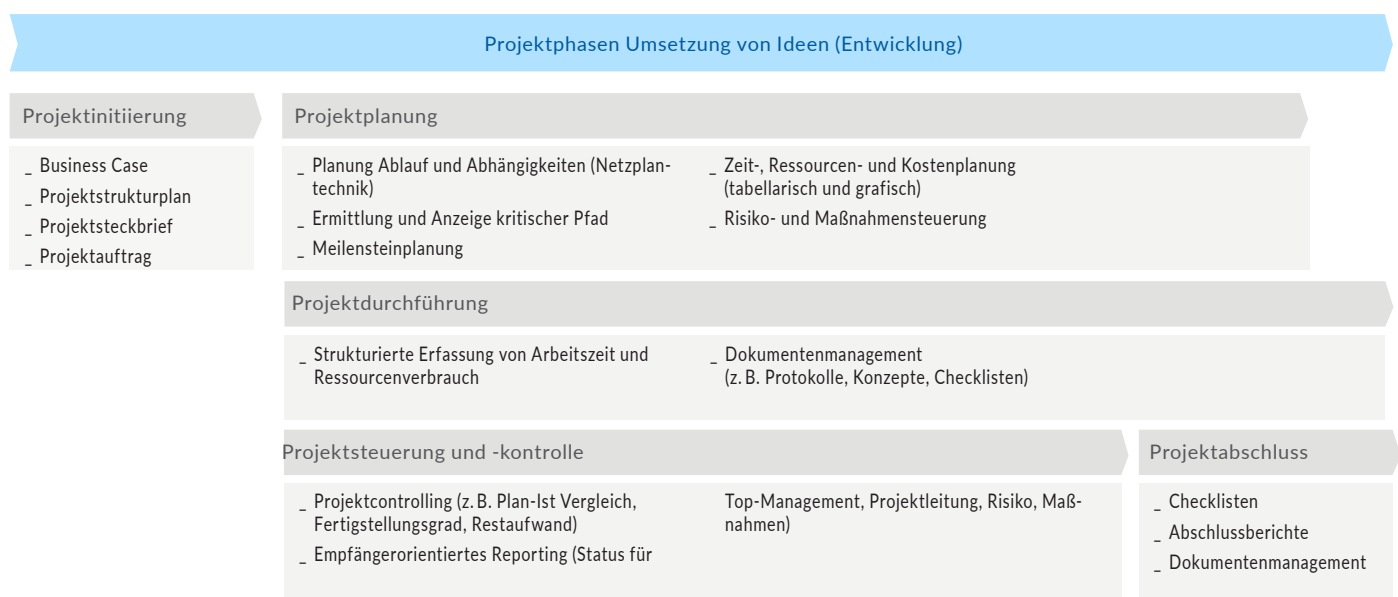 Projektphasen Umsetzung von Ideen (Entwicklung)
Projektinitiierung
_ Business Case
_ Projektstrukturplan
_ Projektsteckbrief
_ Projektauftrag
Projektplanung
_ Planung Ablauf und Abhängigkeiten (Netzplan-
technik)
_ Ermittlung und Anzeige kritischer Pfad
_ Meilensteinplanung
_ Zeit-, Ressourcen- und Kostenplanung
(tabellarisch und grafisch)
_ Risiko- und Maßnahmensteuerung
Projektdurchführung
_ Strukturierte Erfassung von Arbeitszeit und
Ressourcenverbrauch
_ Dokumentenmanagement
(z. B. Protokolle, Konzepte, Checklisten)
Projektsteuerung und -kontrolle
_ Projektcontrolling (z. B. Plan-Ist Vergleich,
Fertigstellungsgrad, Restaufwand)
_ Empfängerorientiertes Reporting (Status für
Top-Management, Projektleitung, Risiko, Maß-
nahmen)
Projektabschluss
_ Checklisten
_ Abschlussberichte
_ Dokumentenmanagement